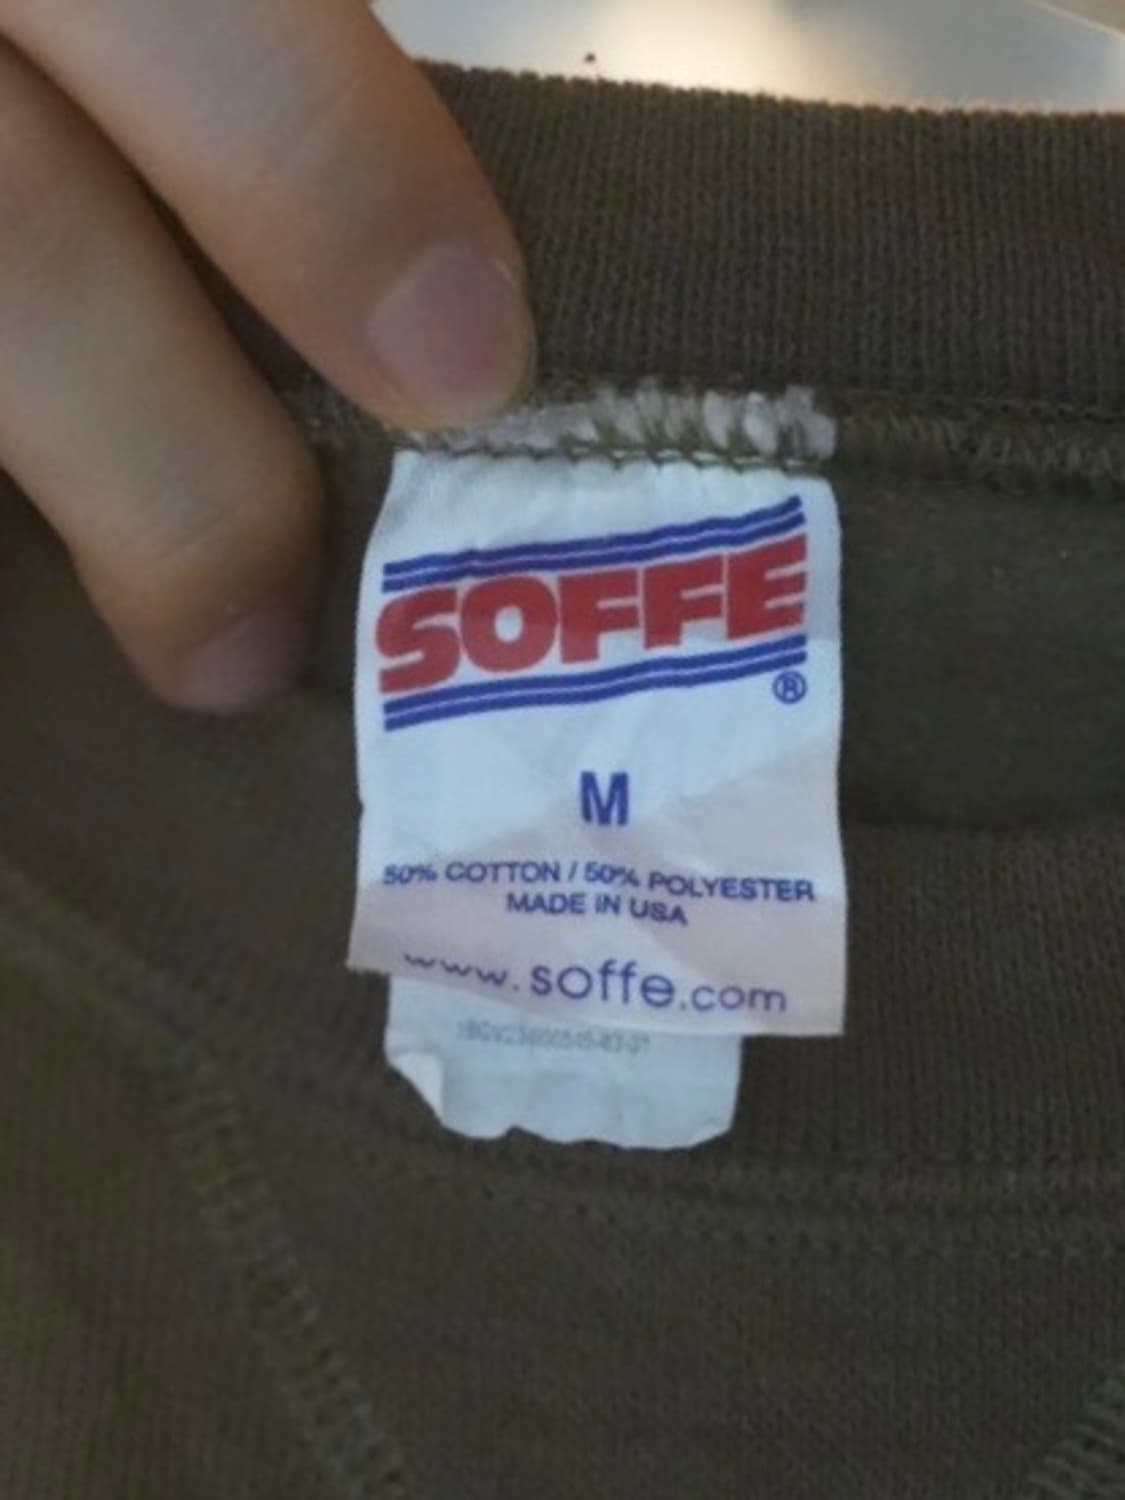 SOFFE
®
M
50% COTTON / 50% POLYESTER
MADE IN USA
www.soffe.com